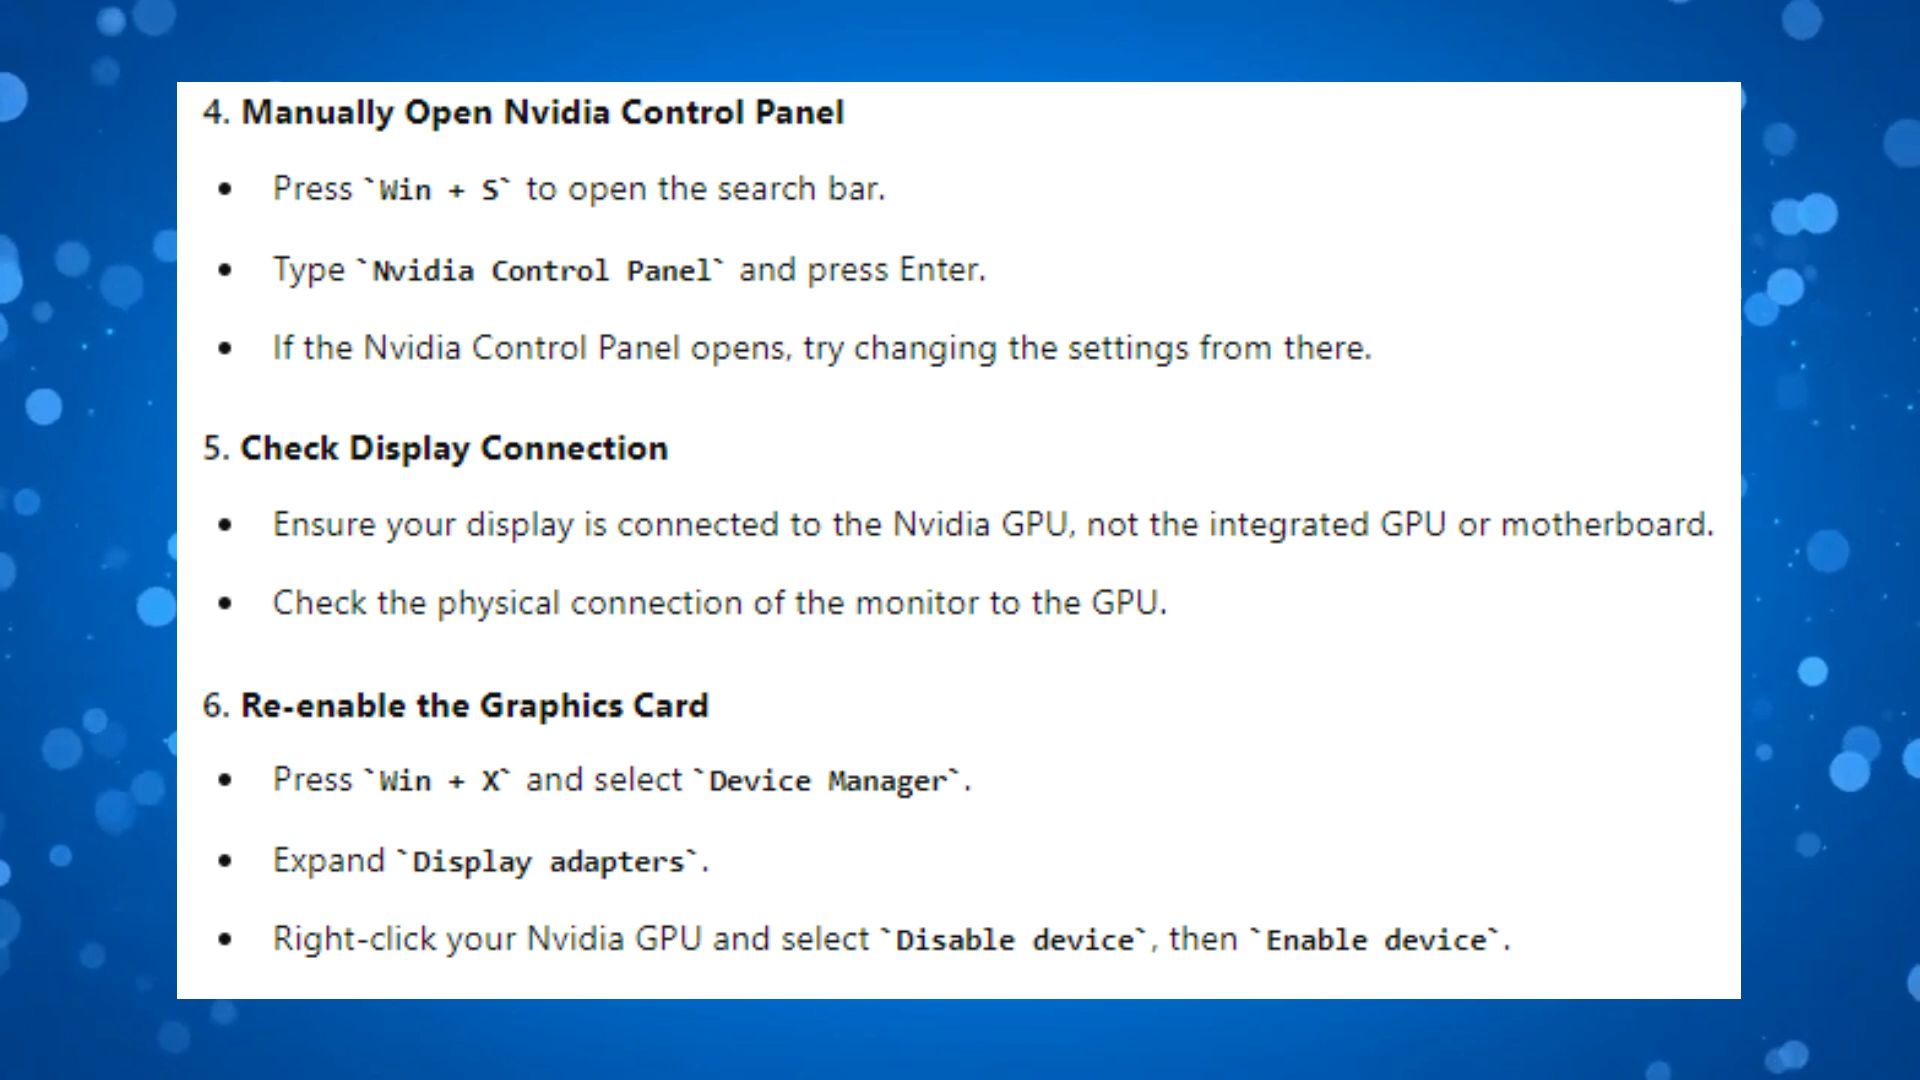 4. Manually Open Nvidia Control Panel
• Press `Win + S` to open the search bar.
• Type `Nvidia Control Panel` and press Enter.
• If the Nvidia Control Panel opens, try changing the settings from there.
5. Check Display Connection
• Ensure your display is connected to the Nvidia GPU, not the integrated GPU or motherboard.
• Check the physical connection of the monitor to the GPU.
6. Re-enable the Graphics Card
• Press `Win + X` and select `Device Manager`.
• Expand `Display adapters`.
• Right-click your Nvidia GPU and select `Disable device`, then `Enable device`.